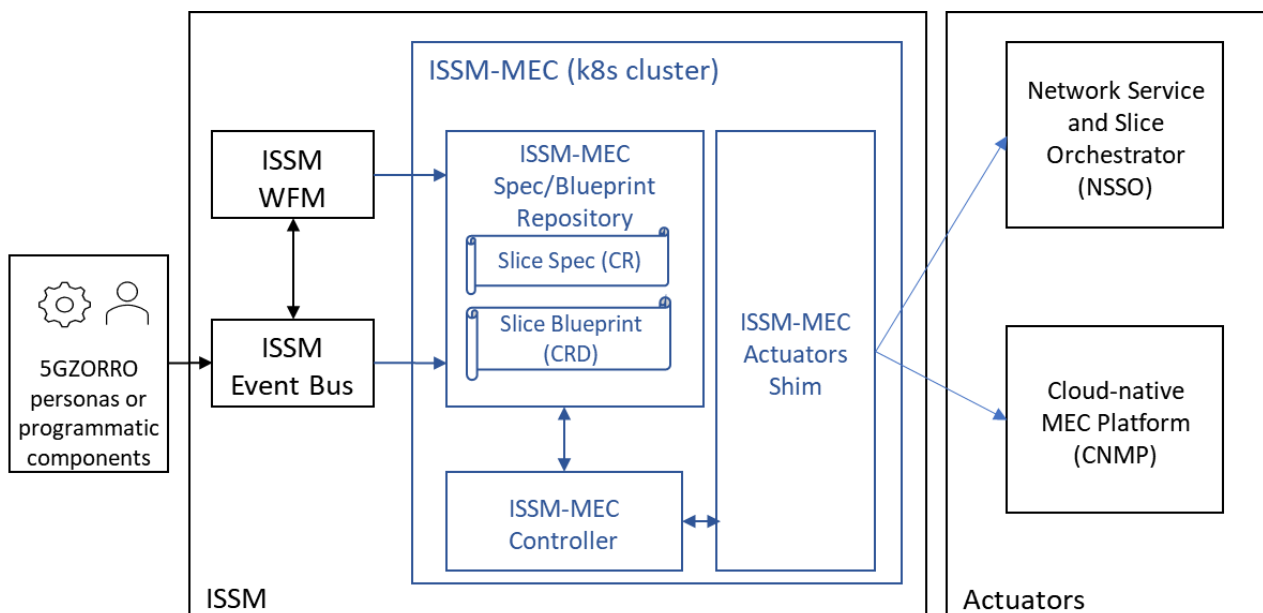 5GZORRO
personas or
programmatic
components
ISSM
WFM
ISSM
Event Bus
ISSM
ISSM-MEC (k8s cluster)
ISSM-MEC
Spec/Blueprint
Repository
Slice Spec (CR)
Slice Blueprint
(CRD)
ISSM-MEC
Controller
ISSM-MEC
Actuators
Shim
Network Service
and Slice
Orchestrator
(NSSO)
Cloud-native
MEC Platform
(CNMP)
Actuators